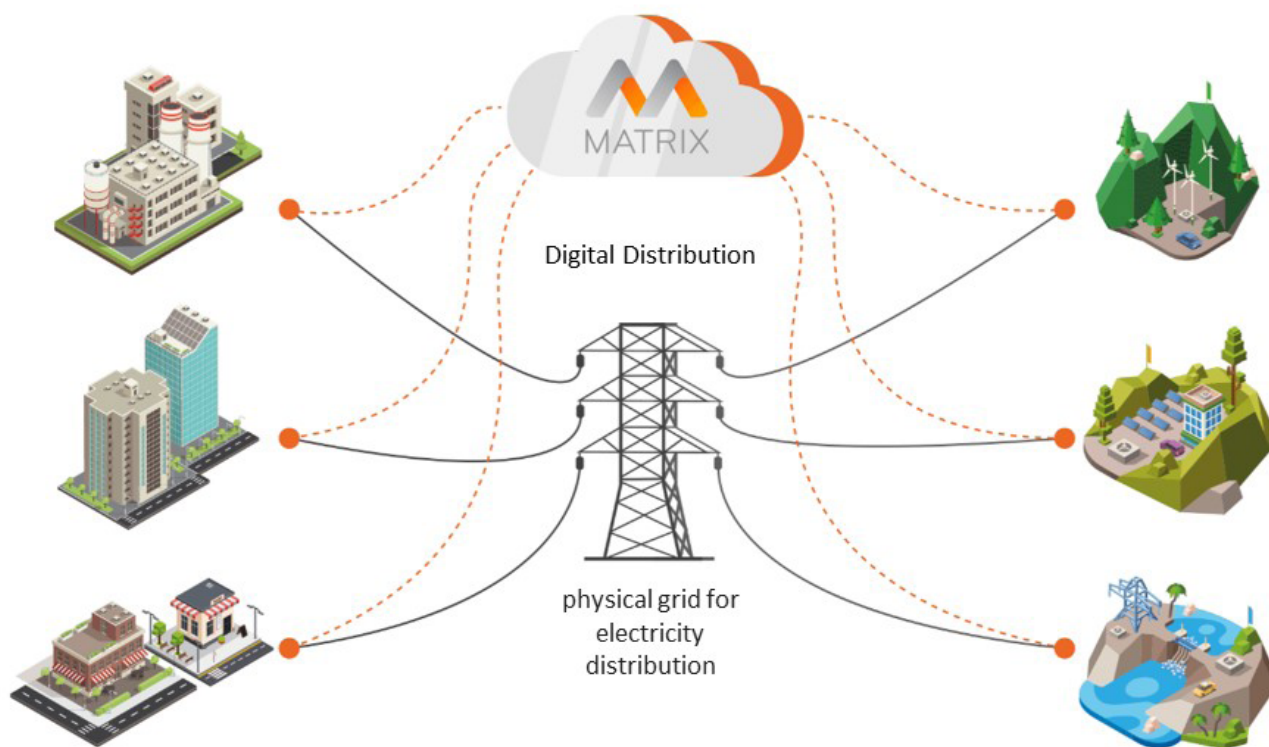 MATRIX
Digital Distribution
physical grid for
electricity
distribution